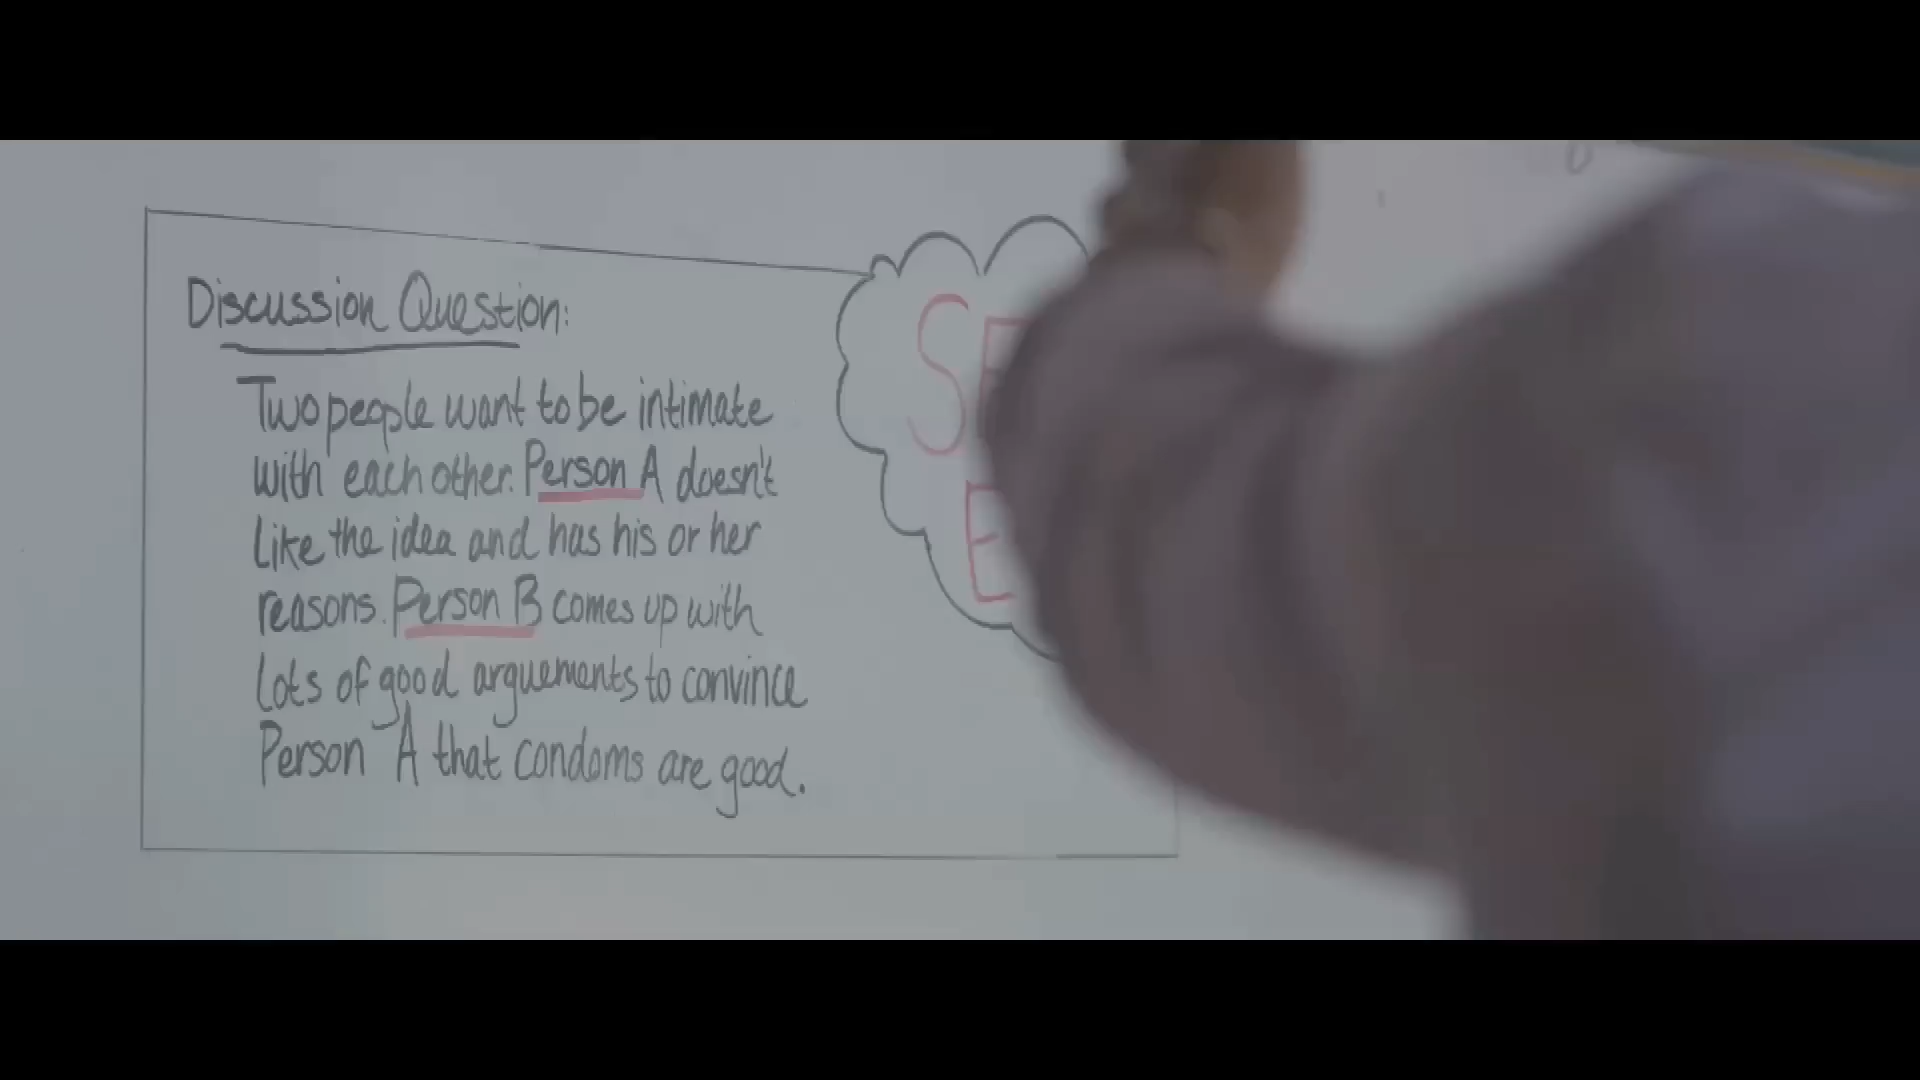 Discussion Question:
Two people want to be intimate
with each other. Person A doesn't
like the idea and has his or her
reasons. Person B comes up with
lots of good arguements to convince
Person A that condoms are good.